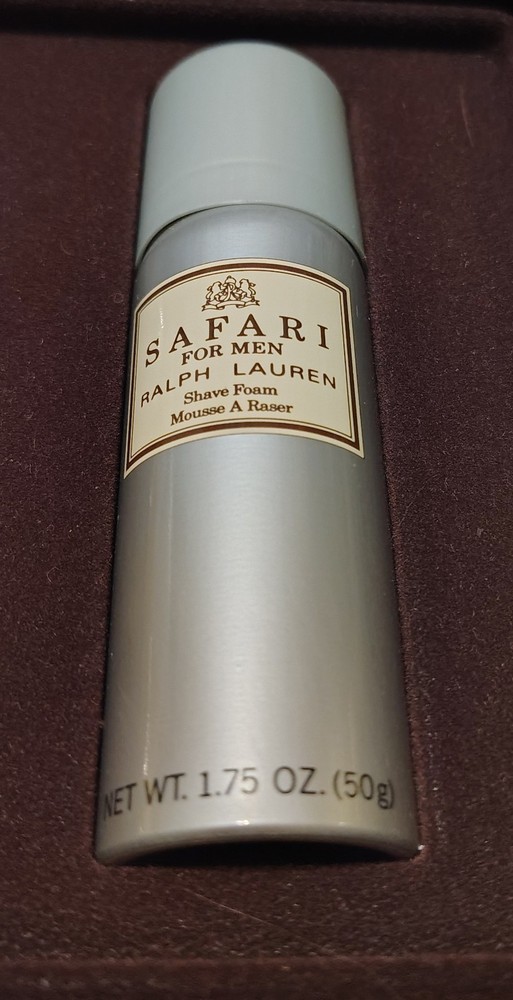 SAFARI
FOR MEN
RALPH LAUREN
Shave Foam
Mousse A Raser
NET WT. 1.75 OZ. (50g)